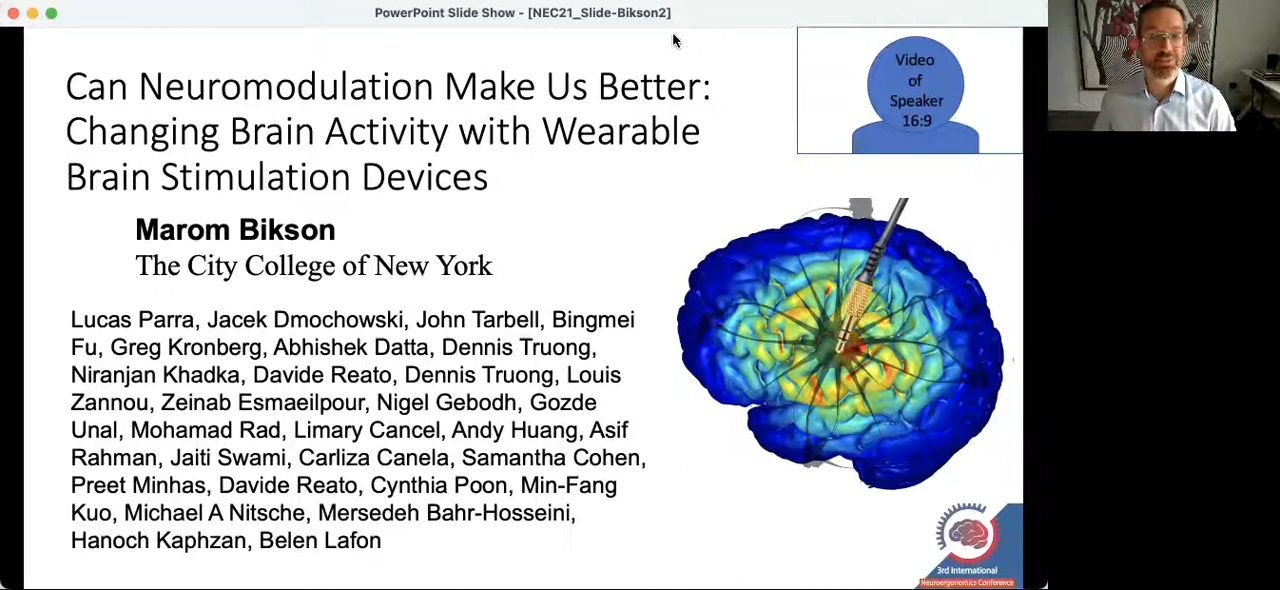 PowerPoint Slide Show - [NEC21_Slide-Bikson2]
Can Neuromodulation Make Us Better:
Changing Brain Activity with Wearable
Brain Stimulation Devices
Video
of
Speaker
16:9
Marom Bikson
The City College of New York
Lucas Parra, Jacek Dmochowski, John Tarbell, Bingmei
Fu, Greg Kronberg, Abhishek Datta, Dennis Truong,
Niranjan Khadka, Davide Reato, Dennis Truong, Louis
Zannou, Zeinab Esmaeilpour, Nigel Gebodh, Gozde
Unal, Mohamad Rad, Limary Cancel, Andy Huang, Asif
Rahman, Jaiti Swami, Carliza Canela, Samantha Cohen,
Preet Minhas, Davide Reato, Cynthia Poon, Min-Fang
Kuo, Michael A Nitsche, Mersedeh Bahr-Hosseini,
Hanoch Kaphzan, Belen Lafon
3rd International
Neuroergonomics Conference